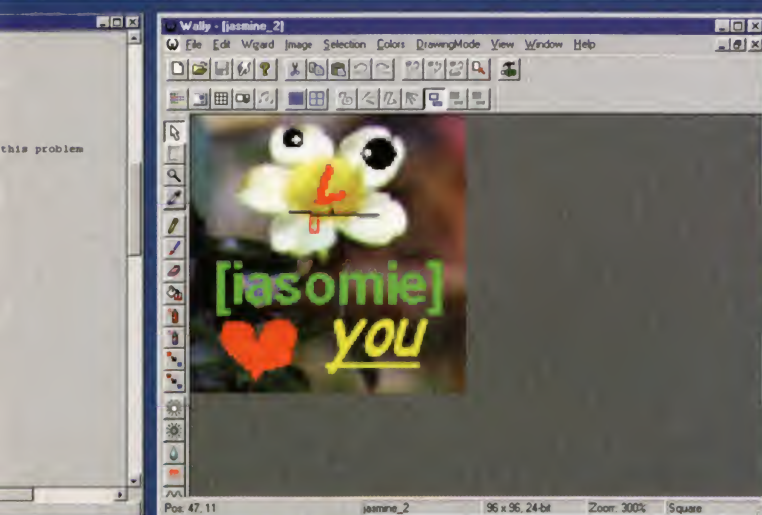 this problem
Wally - [jasmine_2]
File Edit Wizard Image Selection Colors DrawingMode View Window Help
[iasomie]
you
Pos: 47, 11 jasmine_2 96 x 96, 24-bit Zoom: 300% Square